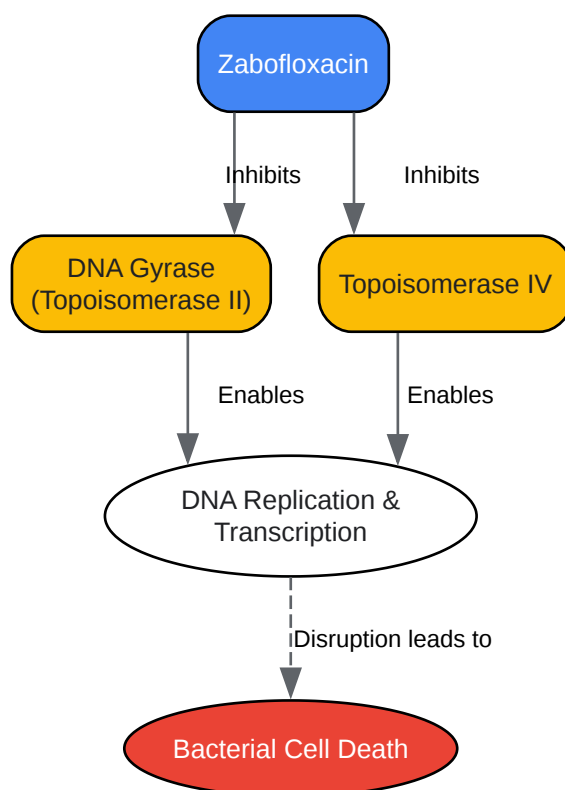 Zabofloxacin
Inhibits
Inhibits
DNA Gyrase
(Topoisomerase II)
Topoisomerase IV
Enables
Enables
DNA Replication &
Transcription
Disruption leads to
Bacterial Cell Death